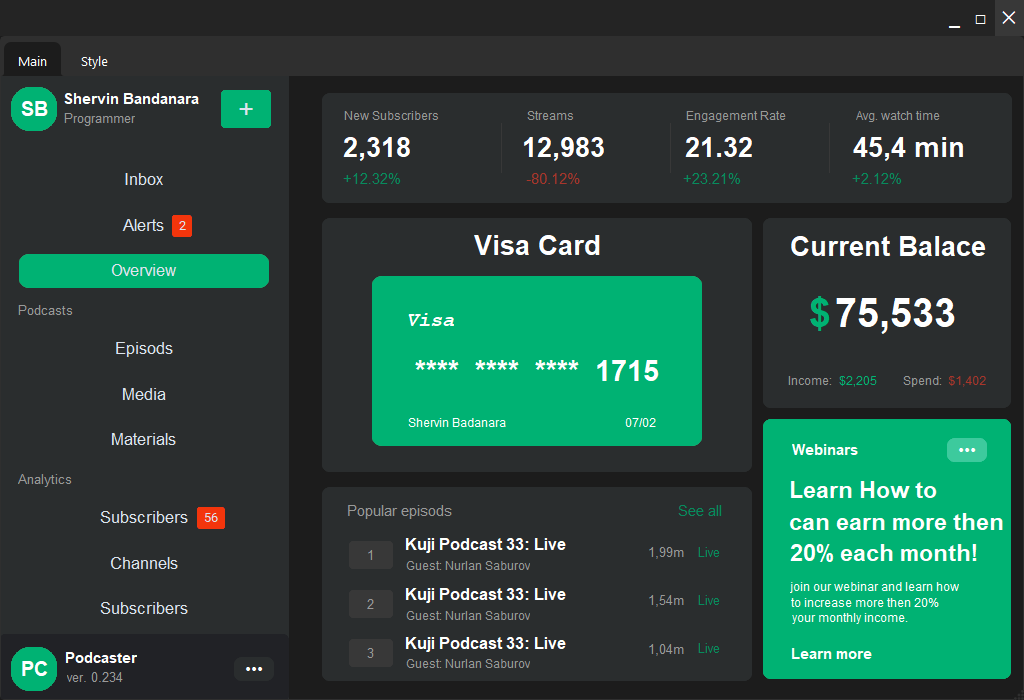 Main Style
SB Shervin Bandanara
Programmer
+
Inbox
Alerts 2
Overview
Podcasts
Episods
Media
Materials
Analytics
Subscribers 56
Channels
Subscribers
PC Podcaster
ver. 0.234
•••
New Subscribers
2,318
+12.32%
Streams
12,983
-80.12%
Engagement Rate
21.32
+23.21%
Avg. watch time
45,4 min
+2.12%
Visa Card
Visa
**** **** **** 1715
Shervin Badanara 07/02
Current Balace
$ 75,533
Income: $2,205 Spend: $1,402
Popular episods See all
1 Kuji Podcast 33: Live 1,99m Live
Guest: Nurlan Saburov
2 Kuji Podcast 33: Live 1,54m Live
Guest: Nurlan Saburov
3 Kuji Podcast 33: Live 1,04m Live
Guest: Nurlan Saburov
Webinars •••
Learn How to
can earn more then
20% each month!
join our webinar and learn how
to increase more then 20%
your monthly income.
Learn more